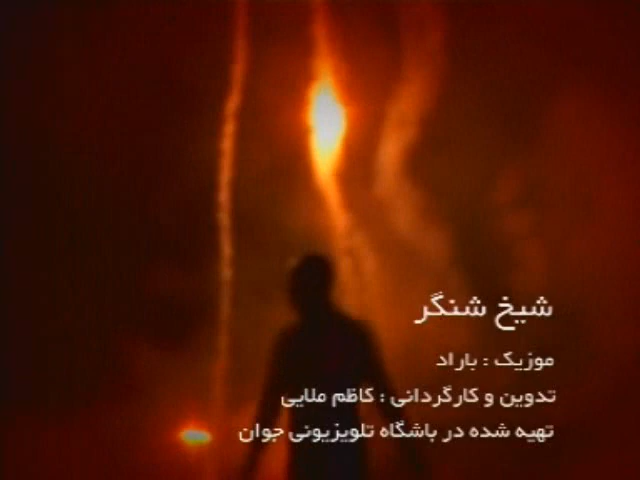 شیخ شنگر
موزیک : باراد
تدوین و کارگردانی : کاظم ملایی
تهیه شده در باشگاه تلویزیونی جوان